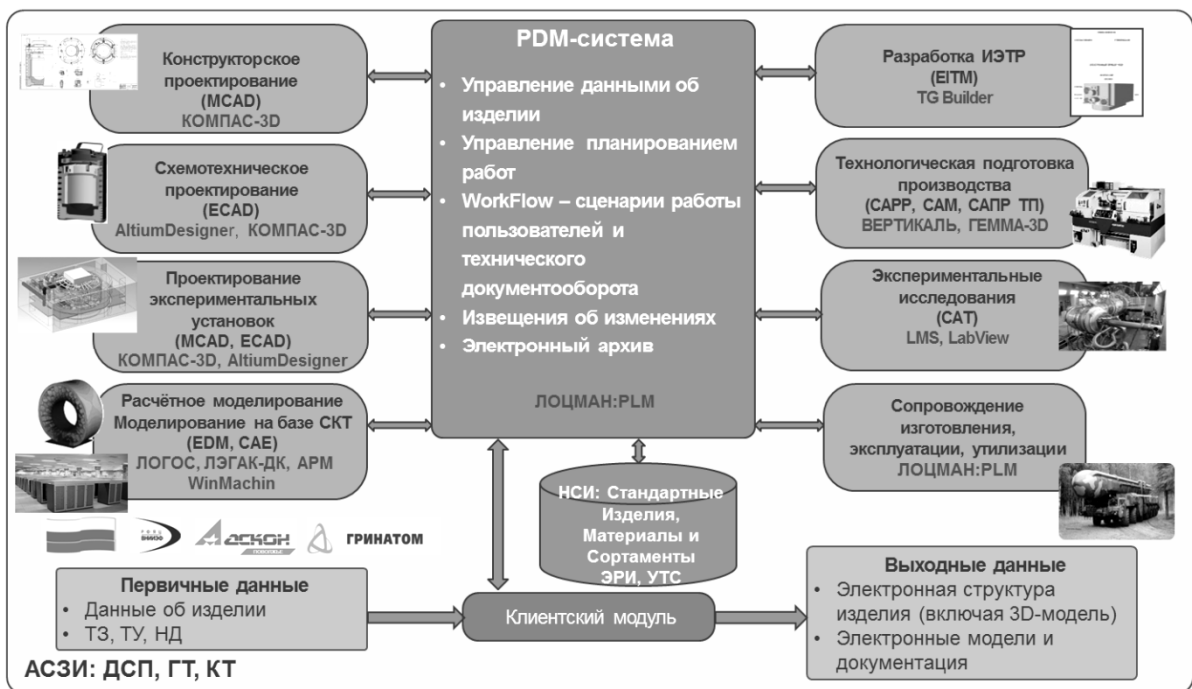 Конструкторское
проектирование
(MCAD)
КОМПАС-3D
Схемотехническое
проектирование
(ECAD)
AltiumDesigner, КОМПАС-3D
Проектирование
экспериментальных
установок
(MCAD, ECAD)
КОМПАС-3D, AltiumDesigner
Расчётное моделирование
Моделирование на базе СКТ
(EDM, CAE)
ЛОГОС, ЛЭГАК-ДК, АРМ
WinMachin
PDM-система
• Управление данными об
изделии
• Управление планированием
работ
• WorkFlow – сценарии работы
пользователей и
технического
документооборота
• Извещения об изменениях
• Электронный архив
ЛОЦМАН:PLM
Разработка ИЭТР
(EITM)
TG Builder
Технологическая подготовка
производства
(CAPP, CAM, САПР ТП)
ВЕРТИКАЛЬ, ГЕММА-3D
Экспериментальные
исследования
(CAT)
LMS, LabView
Сопровождение
изготовления,
эксплуатации, утилизации
ЛОЦМАН:PLM
НСИ: Стандартные
Изделия,
Материалы и
Сортаменты
ЭРИ, УТС
АСКОН
ГРИНАТОМ
Первичные данные
• Данные об изделии
• ТЗ, ТУ, НД
Клиентский модуль
Выходные данные
• Электронная структура
изделия (включая 3D-модель)
• Электронные модели и
документация
АСЗИ: ДСП, ГТ, КТ